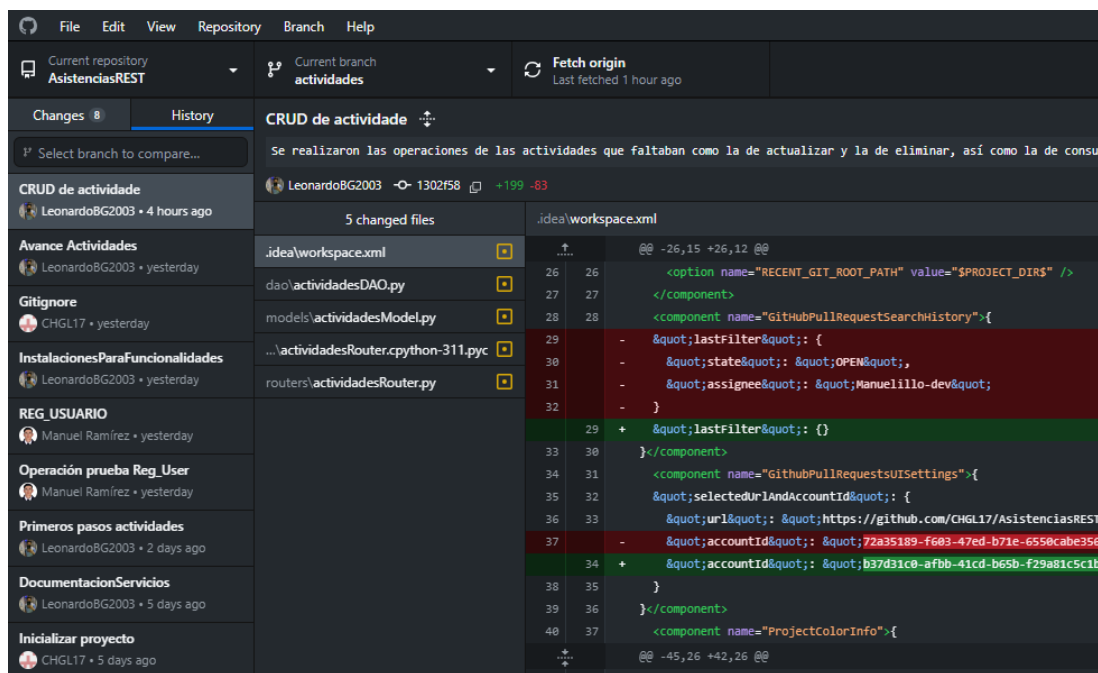 File Edit View Repository Branch Help
Current repository
AsistenciasREST
Current branch
actividades
Fetch origin
Last fetched 1 hour ago
Changes 8 History
Select branch to compare...
CRUD de actividade
LeonardoBG2003 • 4 hours ago
Avance Actividades
LeonardoBG2003 • yesterday
Gitignore
CHGL17 • yesterday
InstalacionesParaFuncionalidades
LeonardoBG2003 • yesterday
REG_USUARIO
Manuel Ramírez • yesterday
Operación prueba Reg_User
Manuel Ramírez • yesterday
Primeros pasos actividades
LeonardoBG2003 • 2 days ago
DocumentacionServicios
LeonardoBG2003 • 5 days ago
Inicializar proyecto
CHGL17 • 5 days ago
CRUD de actividade
Se realizaron las operaciones de las actividades que faltaban como la de actualizar y la de eliminar, así como la de consu
LeonardoBG2003 1302f58 +199 -83
5 changed files
.idea\workspace.xml
dao\actividadesDAO.py
models\actividadesModel.py
...\actividadesRouter.cpython-311.pyc
routers\actividadesRouter.py
.idea\workspace.xml
@@ -26,15 +26,12 @@
26 26 <option name="RECENT_GIT_ROOT_PATH" value="$PROJECT_DIR$" />
27 27 </component>
28 28 <component name="GitHubPullRequestSearchHistory">{
29 - &quot;lastFilter&quot;: {
30 - &quot;state&quot;: &quot;OPEN&quot;,
31 - &quot;assignee&quot;: &quot;Manuelillo-dev&quot;
32 - }
29 + &quot;lastFilter&quot;: {}
33 30 }</component>
34 31 <component name="GithubPullRequestsUISettings">{
35 32 &quot;selectedUrlAndAccountId&quot;: {
36 33 &quot;url&quot;: &quot;https://github.com/CHGL17/AsistenciasREST
37 - &quot;accountId&quot;: &quot;72a35189-f603-47ed-b71e-6550cabe356
34 + &quot;accountId&quot;: &quot;b37d31c0-afbb-41cd-b65b-f29a81c5c1b
38 35 }
39 36 }</component>
40 37 <component name="ProjectColorInfo">{
@@ -45,26 +42,26 @@